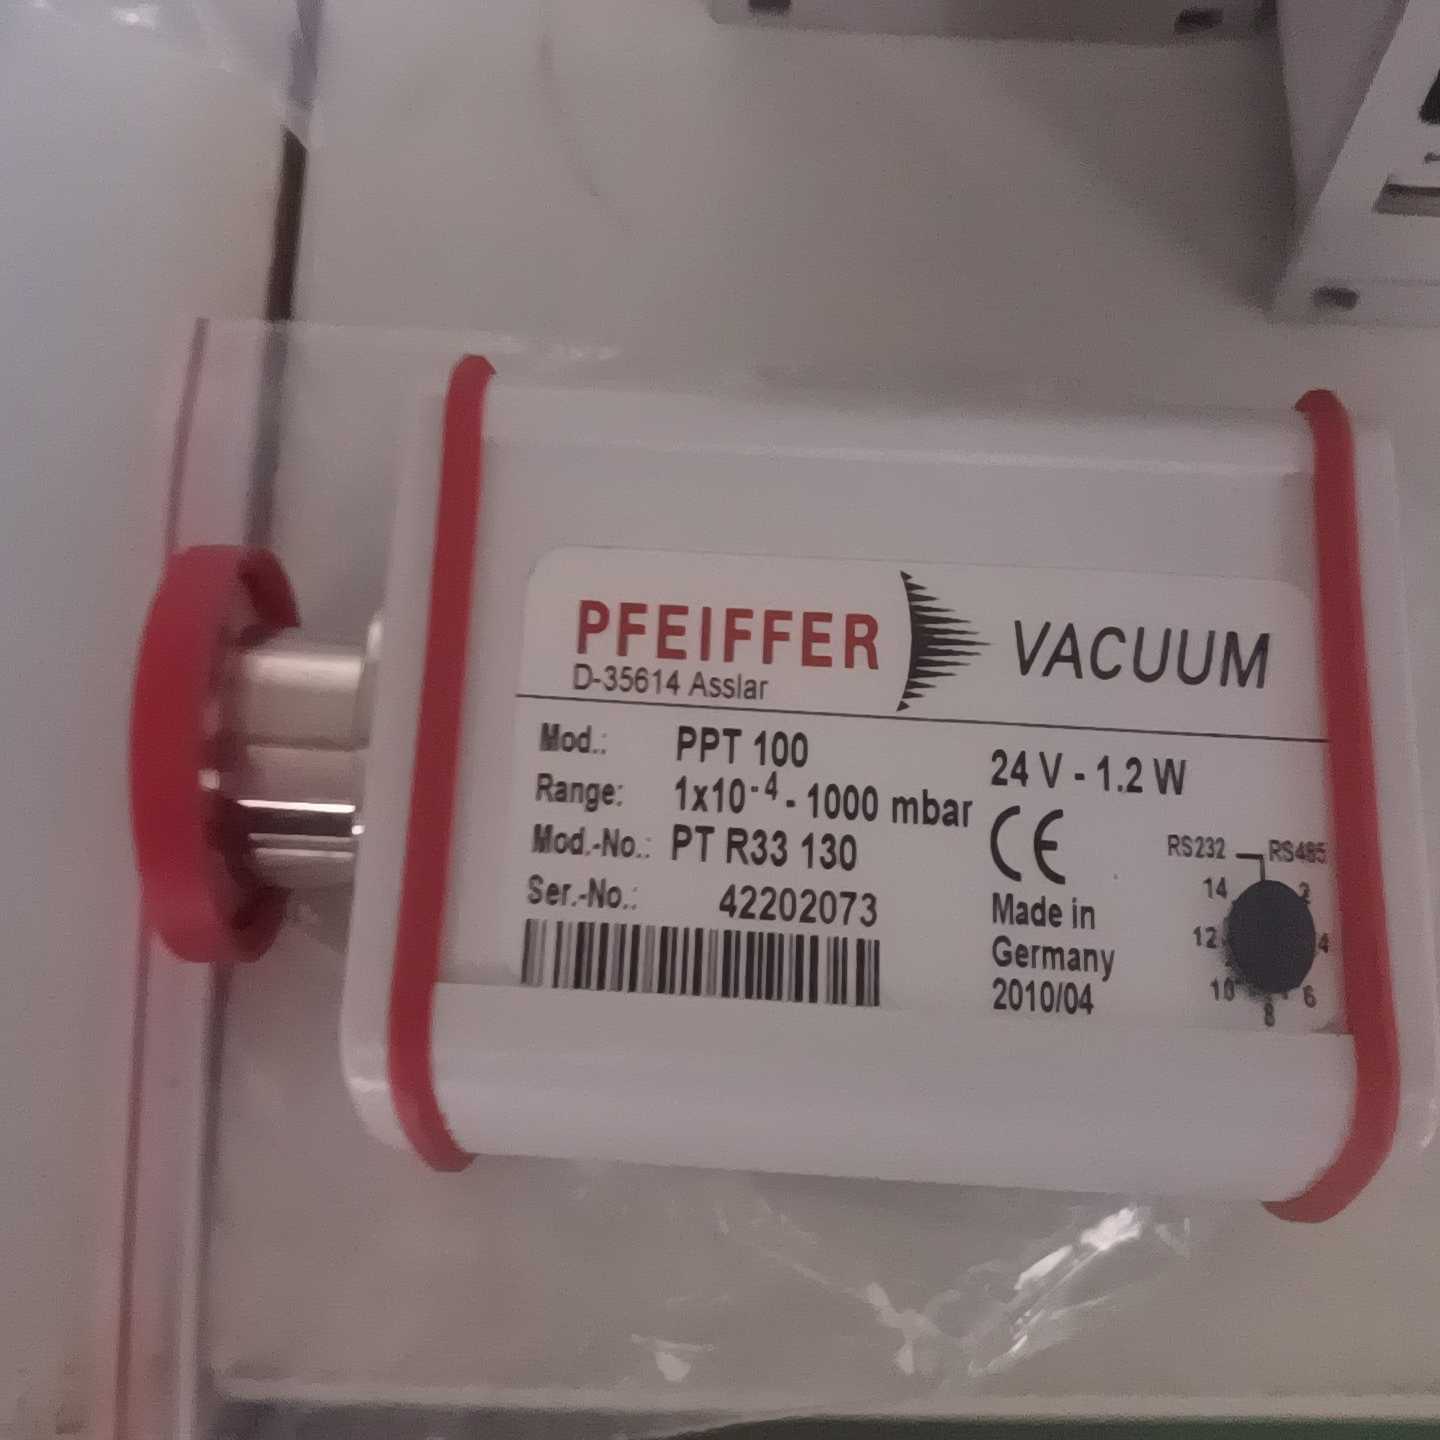 PFEIFFER VACUUM
D-35614 Asslar
Mod.: PPT 100
24 V - 1.2 W
Range: 1x10⁻⁴ - 1000 mbar
Mod.-No.: PT R33 130
Ser.-No.: 42202073
CE
Made in
Germany
2010/04
RS232 RS485
14 2
12 4
10 6
8